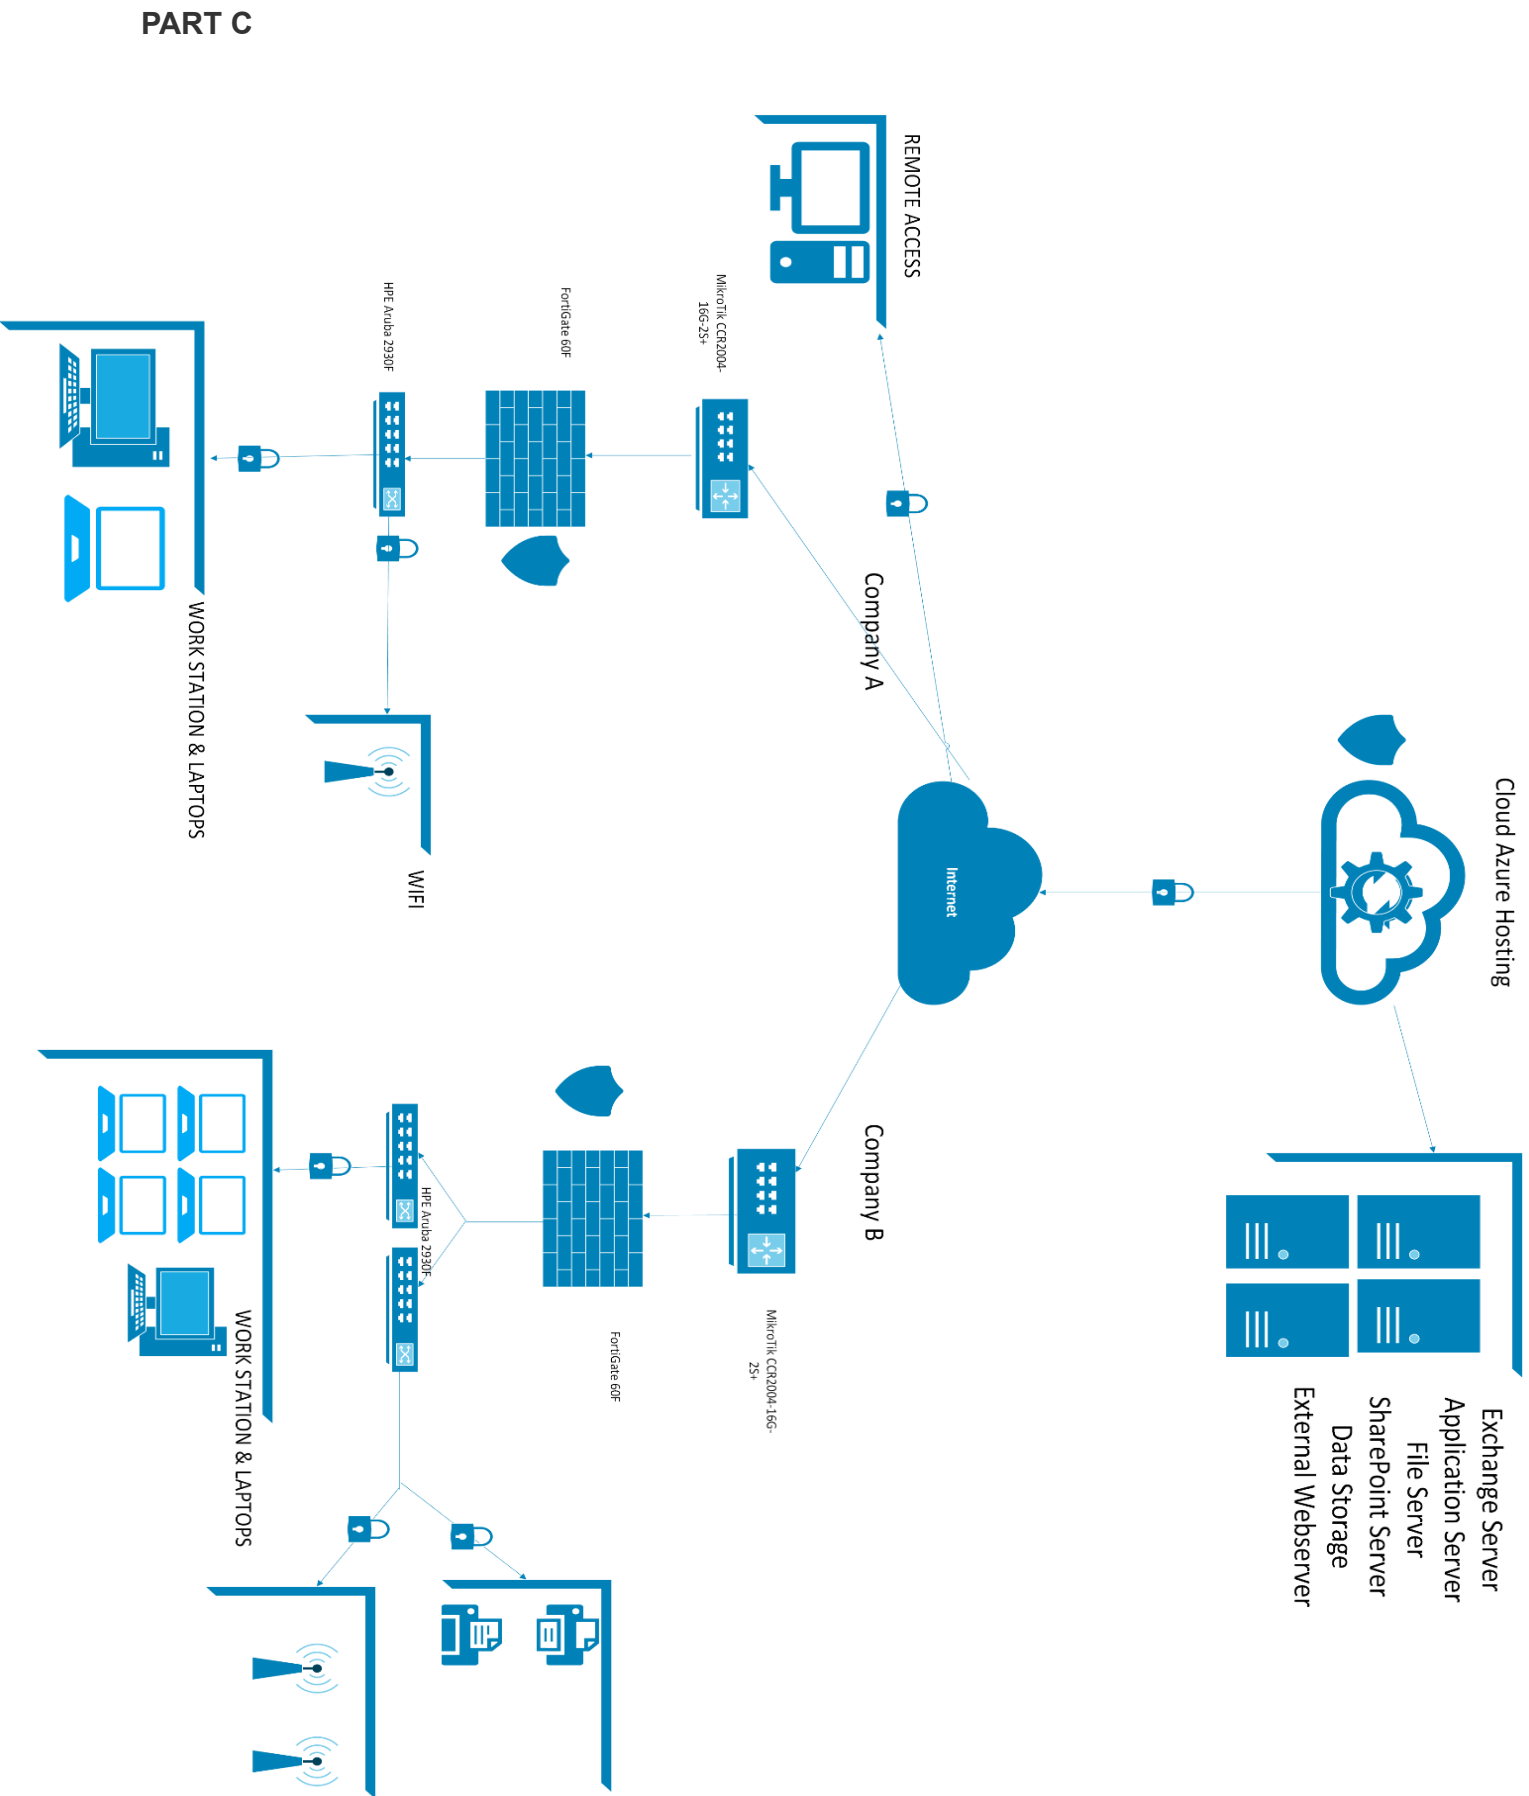 PART C
Cloud Azure Hosting
Exchange Server
Application Server
File Server
SharePoint Server
Data Storage
External Webserver
Internet
REMOTE ACCESS
Company A
Company B
MikroTik CCR2004-
16G-2S+
MikroTik CCR2004-16G-
2S+
FortiGate 60F
FortiGate 60F
HPE Aruba 2930F
HPE Aruba 2930F
WIFI
WORK STATION & LAPTOPS
WORK STATION & LAPTOPS